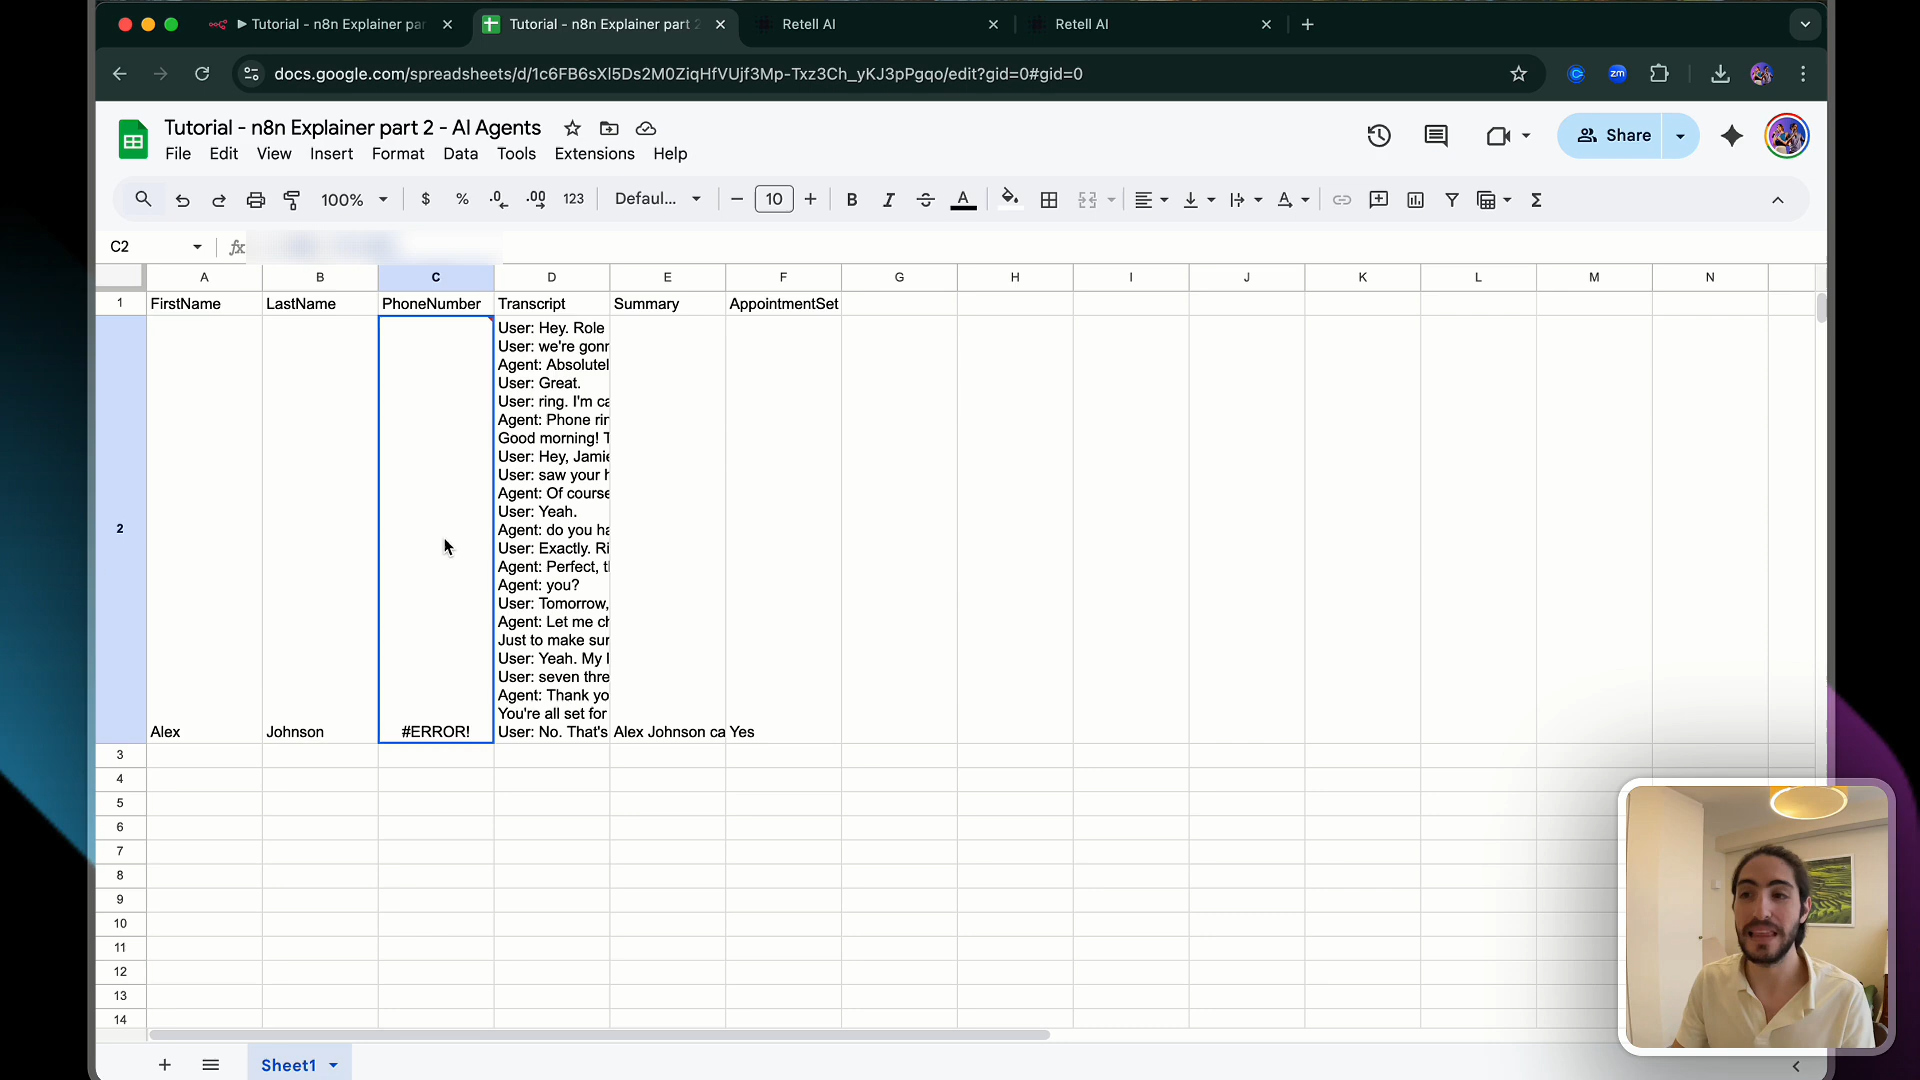 Tutorial - n8n Explainer par
Tutorial - n8n Explainer part 2
Retell AI
Retell AI
docs.google.com/spreadsheets/d/1c6FB6sXI5Ds2M0ZiqHfVUjf3Mp-Txz3Ch_yKJ3pPgqo/edit?gid=0#gid=0
zm
Tutorial - n8n Explainer part 2 - AI Agents
File Edit View Insert Format Data Tools Extensions Help
Share
100% $ % .0 .00 123 Defaul... 10 B I A
C2 fx
A B C D E F G H I J K L M N
1 FirstName LastName PhoneNumber Transcript Summary AppointmentSet
User: Hey. Role
User: we're gonr
Agent: Absolutel
User: Great.
User: ring. I'm ca
Agent: Phone rir
Good morning! T
User: Hey, Jamie
User: saw your h
Agent: Of course
User: Yeah.
2 Agent: do you ha
User: Exactly. Ri
Agent: Perfect, tl
Agent: you?
User: Tomorrow,
Agent: Let me ch
Just to make sur
User: Yeah. My l
User: seven thre
Agent: Thank yo
You're all set for
Alex Johnson #ERROR! User: No. That's Alex Johnson ca Yes
3
4
5
6
7
8
9
10
11
12
13
14
Sheet1